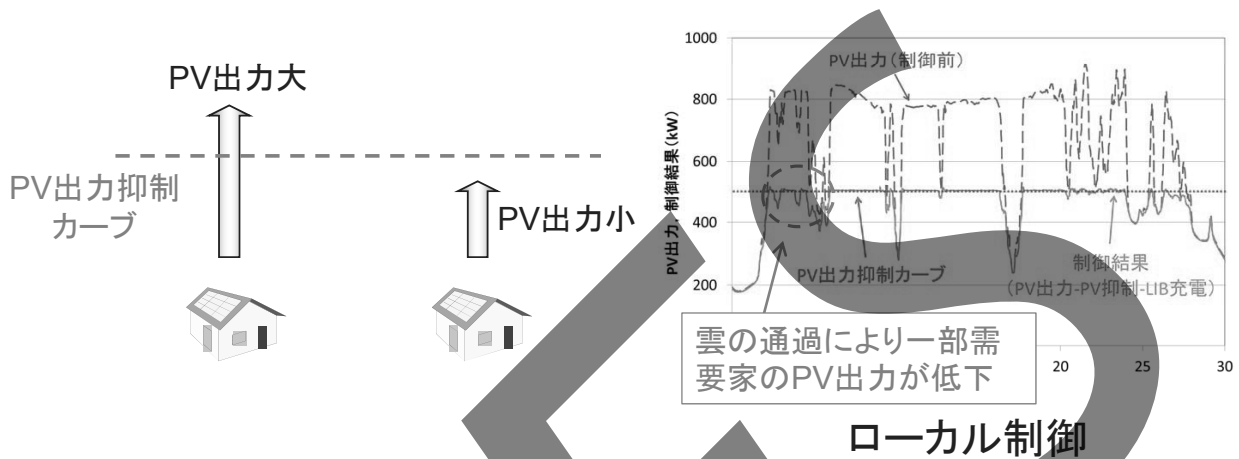 PV出力大
PV出力抑制
カーブ
PV出力小
PV出力, 制御結果(kW)
1000
800
600
400
200
PV出力(制御前)
PV出力抑制カーブ
制御結果
(PV出力-PV抑制-LIB充電)
20
25
30
雲の通過により一部需
要家のPV出力が低下
ローカル制御